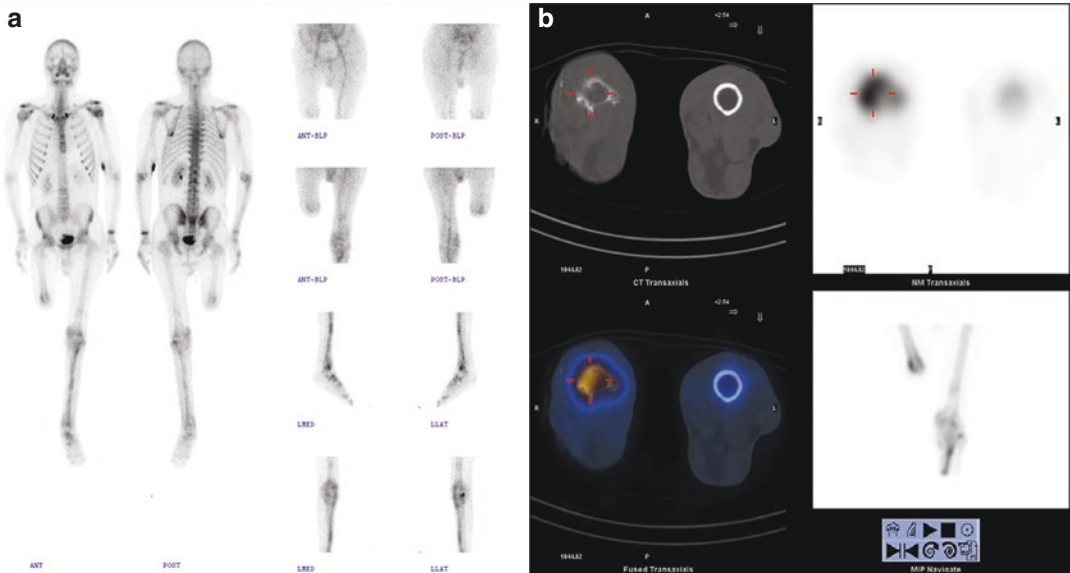 a
ANT-BLP POST-BLP
ANT-BLP POST-BLP
LMED LLAT
LMED LLAT
ANT POST
b
A
R
L
P
CT Transaxials
NM Transaxials
A
R
L
P
Fused Transaxials
MIP Navigate